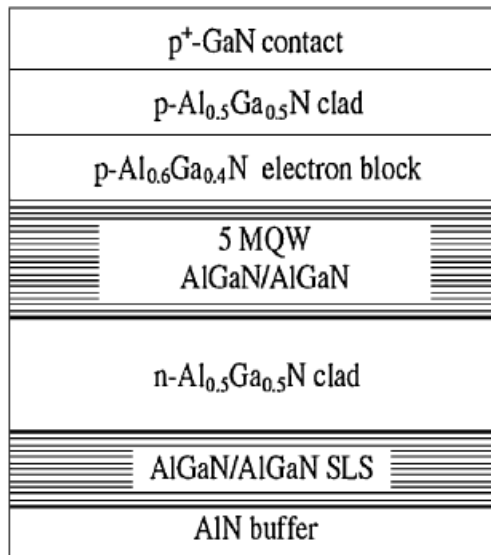 p⁺-GaN contact
p-Al₀.₅Ga₀.₅N clad
p-Al₀.₆Ga₀.₄N electron block
5 MQW
AlGaN/AlGaN
n-Al₀.₅Ga₀.₅N clad
AlGaN/AlGaN SLS
AlN buffer